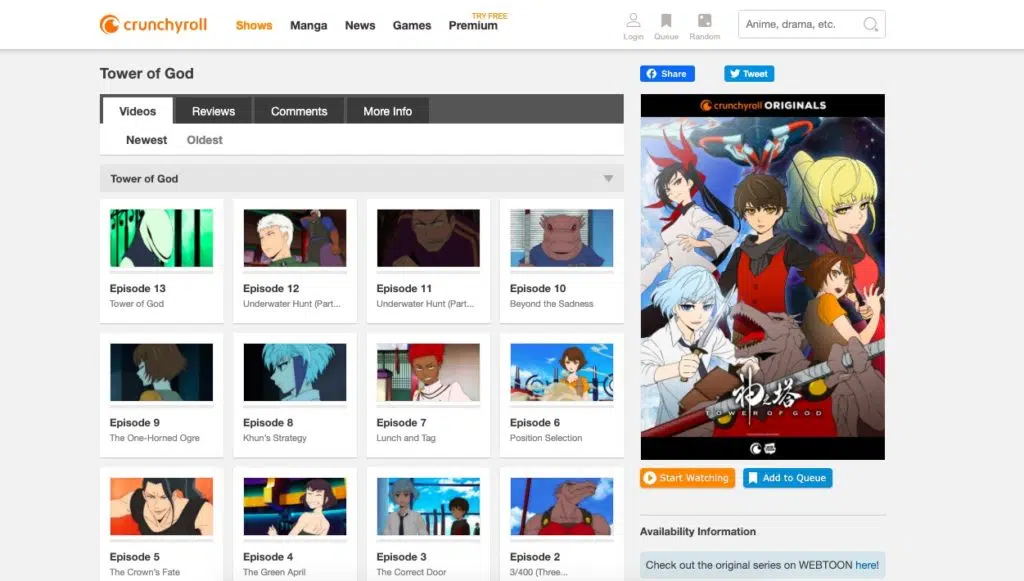 crunchyroll
Shows
Manga
News
Games
TRY FREE
Premium
Login
Queue
Random
Anime, drama, etc.
Tower of God
Videos
Reviews
Comments
More Info
Newest
Oldest
Tower of God
Episode 13
Tower of God
Episode 12
Underwater Hunt (Part...
Episode 11
Underwater Hunt (Part...
Episode 10
Beyond the Sadness
Episode 9
The One-Horned Ogre
Episode 8
Khun's Strategy
Episode 7
Lunch and Tag
Episode 6
Position Selection
Episode 5
The Crown's Fate
Episode 4
The Green April
Episode 3
The Correct Door
Episode 2
3/400 (Three...
Share
Tweet
crunchyroll ORIGINALS
神之塔
TOWER OF GOD
Start Watching
Add to Queue
Availability Information
Check out the original series on WEBTOON here!